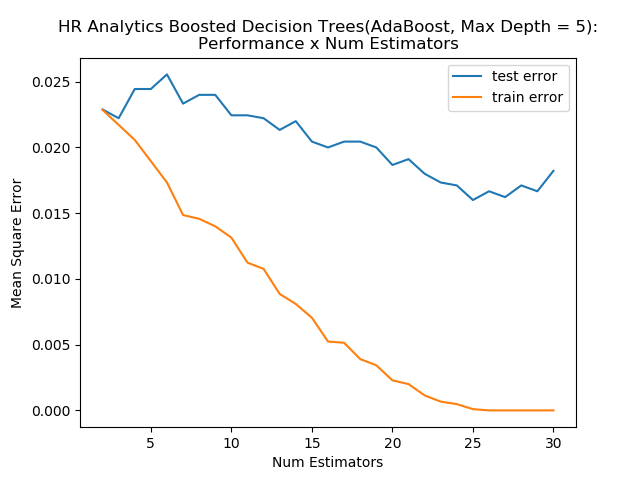 HR Analytics Boosted Decision Trees(AdaBoost, Max Depth = 5):
Performance x Num Estimators
test error
train error
Mean Square Error
0.025
0.020
0.015
0.010
0.005
0.000
5
10
15
20
25
30
Num Estimators